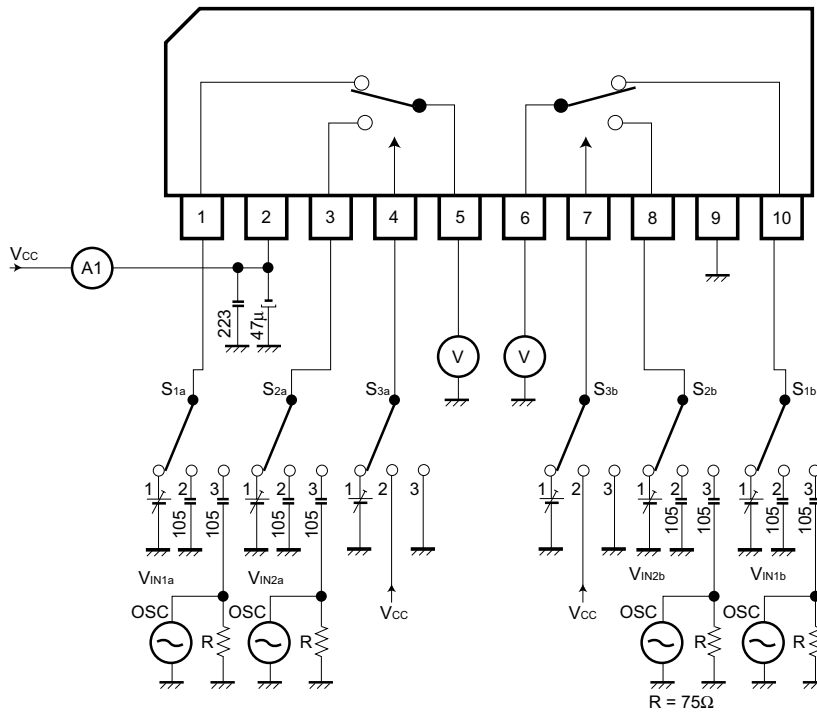 1 2 3 4 5 6 7 8 9 10
VCC A1
223 47µ
V V
S1a S2a S3a S3b S2b S1b
1 2 3 1 2 3 1 2 3 1 2 3 1 2 3 1 2 3
105 105 105 105 105 105 105 105
VIN1a VIN2a VCC VCC VIN2b VIN1b
OSC R OSC R OSC R OSC R
R = 75Ω